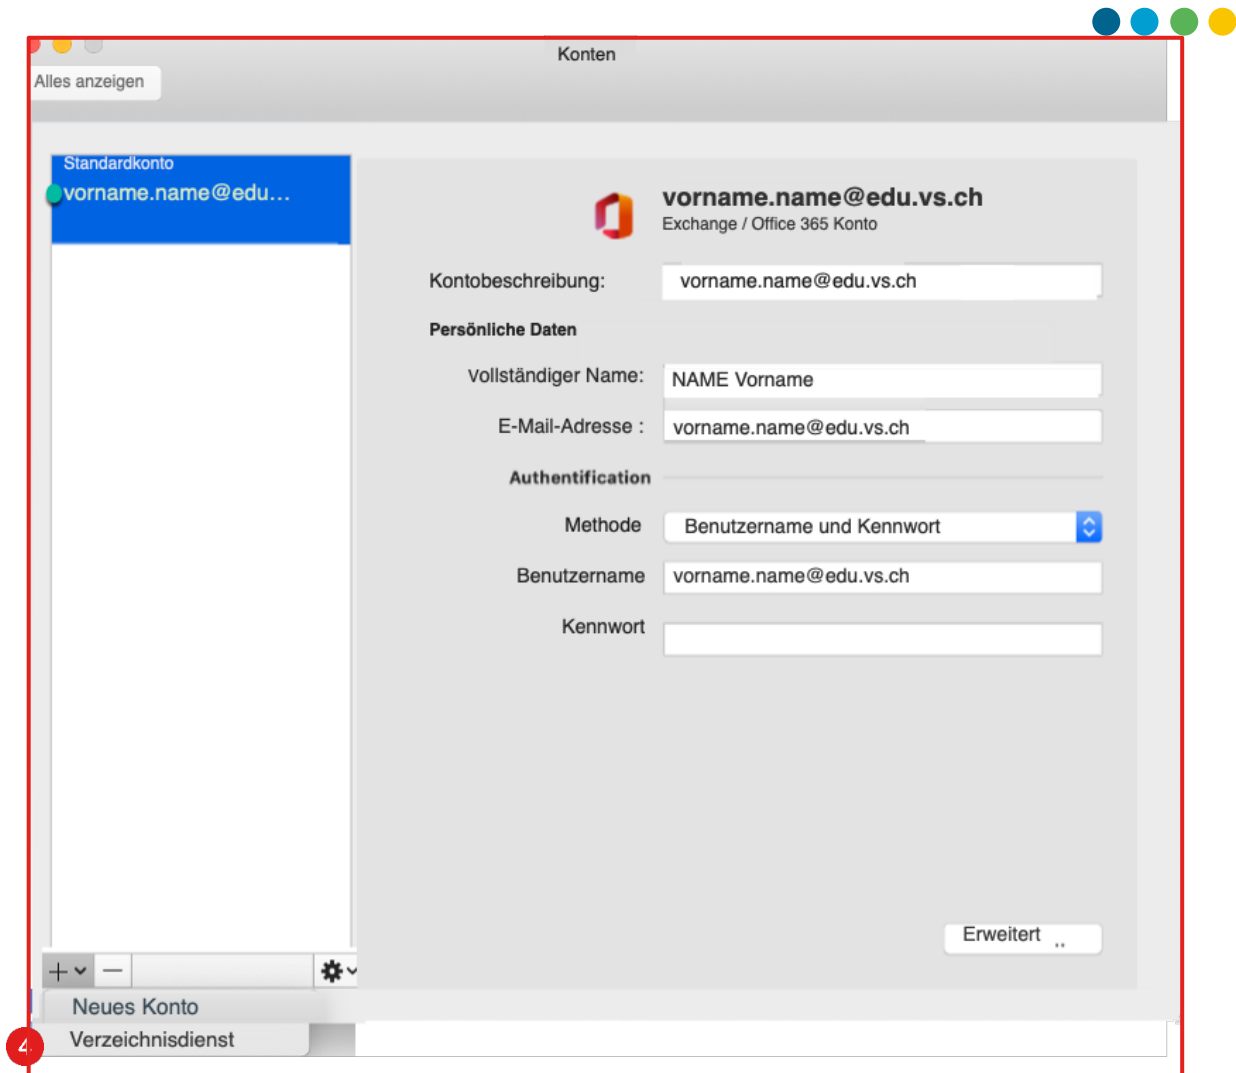 Konten
Alles anzeigen
Standardkonto
vorname.name@edu...
vorname.name@edu.vs.ch
Exchange / Office 365 Konto
Kontobeschreibung: vorname.name@edu.vs.ch
Persönliche Daten
Vollständiger Name: NAME Vorname
E-Mail-Adresse : vorname.name@edu.vs.ch
Authentification
Methode Benutzername und Kennwort
Benutzername vorname.name@edu.vs.ch
Kennwort
Erweitert ..
Neues Konto
Verzeichnisdienst
4